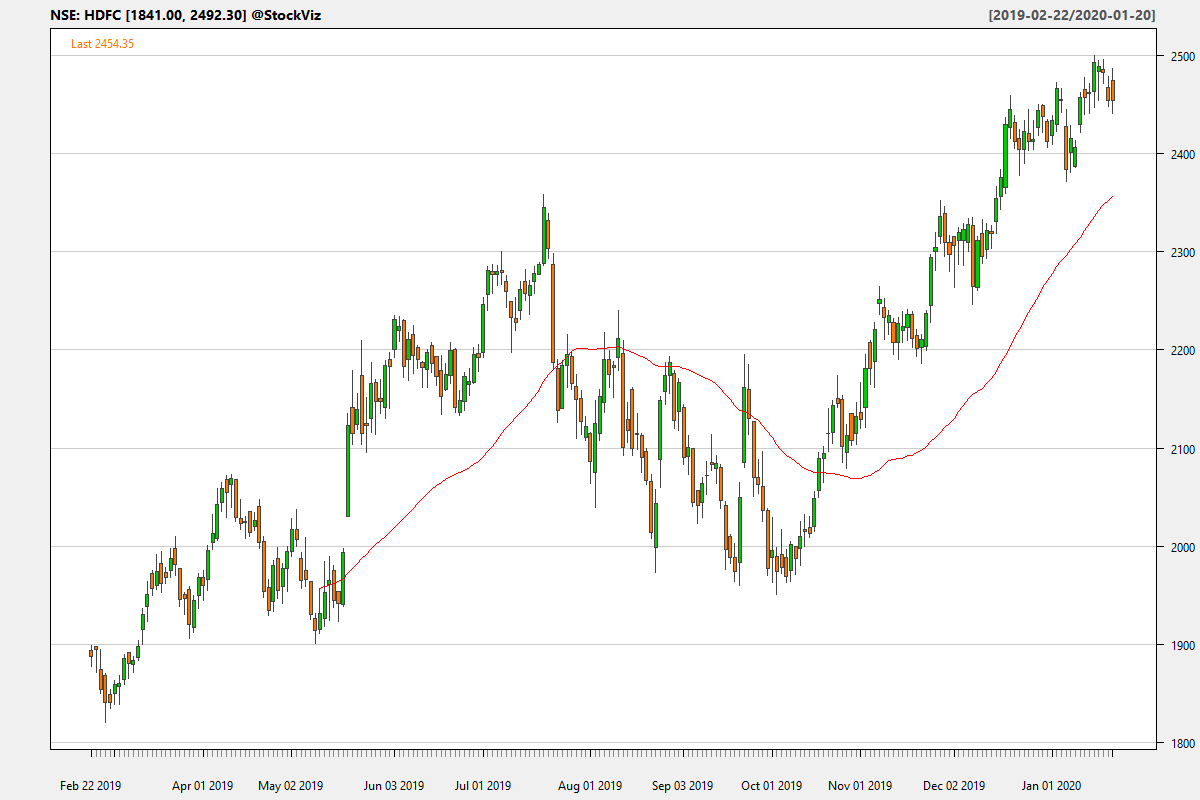 NSE: HDFC [1841.00, 2492.30] @StockViz
[2019-02-22/2020-01-20]
Last 2454.35
2500
2400
2300
2200
2100
2000
1900
1800
Feb 22 2019
Apr 01 2019
May 02 2019
Jun 03 2019
Jul 01 2019
Aug 01 2019
Sep 03 2019
Oct 01 2019
Nov 01 2019
Dec 02 2019
Jan 01 2020